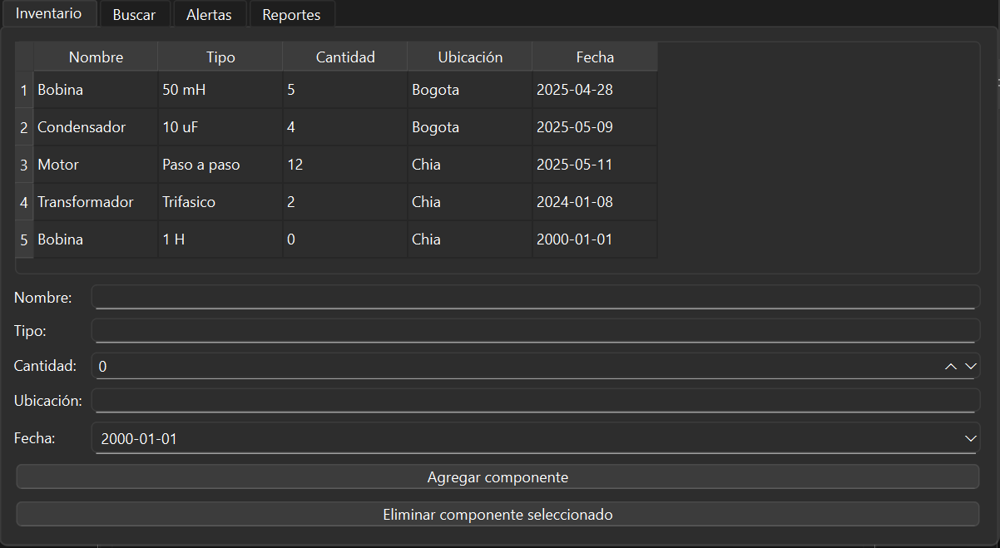 Inventario Buscar Alertas Reportes
Nombre Tipo Cantidad Ubicación Fecha
1 Bobina 50 mH 5 Bogota 2025-04-28
2 Condensador 10 uF 4 Bogota 2025-05-09
3 Motor Paso a paso 12 Chia 2025-05-11
4 Transformador Trifasico 2 Chia 2024-01-08
5 Bobina 1 H 0 Chia 2000-01-01
Nombre:
Tipo:
Cantidad: 0
Ubicación:
Fecha: 2000-01-01
Agregar componente
Eliminar componente seleccionado